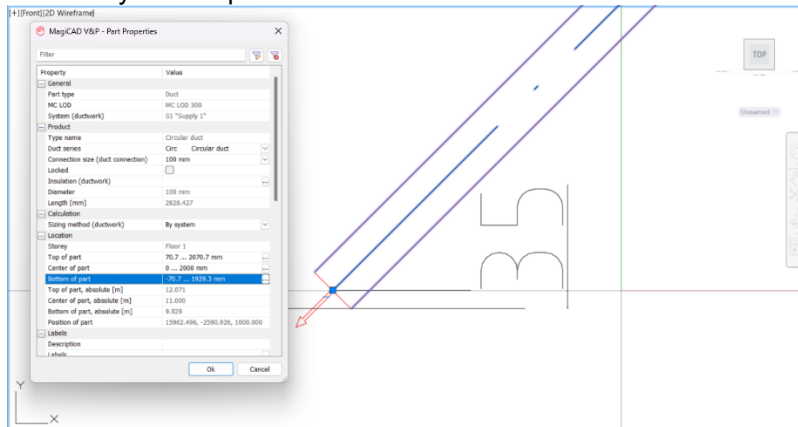 [+][Front][2D Wireframe]
MagiCAD V&P - Part Properties
Filter
Property Value
General
Part type Duct
MC LOD MC LOD 300
System (ductwork) S1 "Supply 1"
Product
Type name Circular duct
Duct series Circ Circular duct
Connection size (duct connection) 100 mm
Locked
Insulation (ductwork) ...
Diameter 100 mm
Length [mm] 2828.427
Calculation
Sizing method (ductwork) By system
Location
Storey Floor 1
Top of part 70.7 ... 2070.7 mm ...
Center of part 0 ... 2000 mm ...
Bottom of part -70.7 ... 1929.3 mm ...
Top of part, absolute [m] 12.071
Center of part, absolute [m] 11.000
Bottom of part, absolute [m] 9.929
Position of part 15962.496, -2590.926, 1000.000
Labels
Description
Labels
Ok Cancel
TOP
Unnamed
35
Y
X